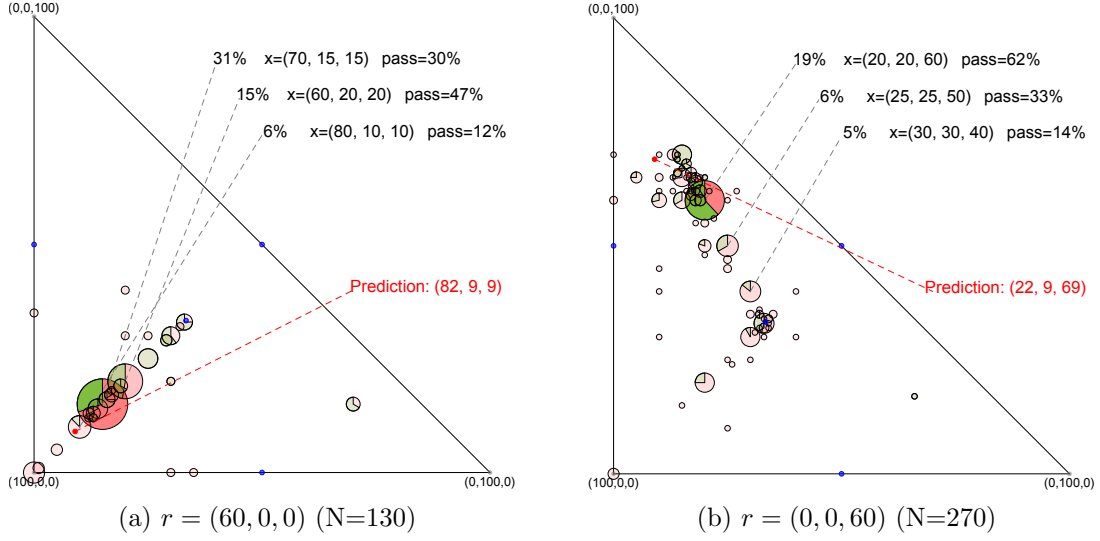 (0,0,100)
31% x=(70, 15, 15) pass=30%
15% x=(60, 20, 20) pass=47%
6% x=(80, 10, 10) pass=12%
Prediction: (82, 9, 9)
(100,0,0)
(0,100,0)
(a) r = (60, 0, 0) (N=130)
(0,0,100)
19% x=(20, 20, 60) pass=62%
6% x=(25, 25, 50) pass=33%
5% x=(30, 30, 40) pass=14%
Prediction: (22, 9, 69)
(100,0,0)
(0,100,0)
(b) r = (0, 0, 60) (N=270)